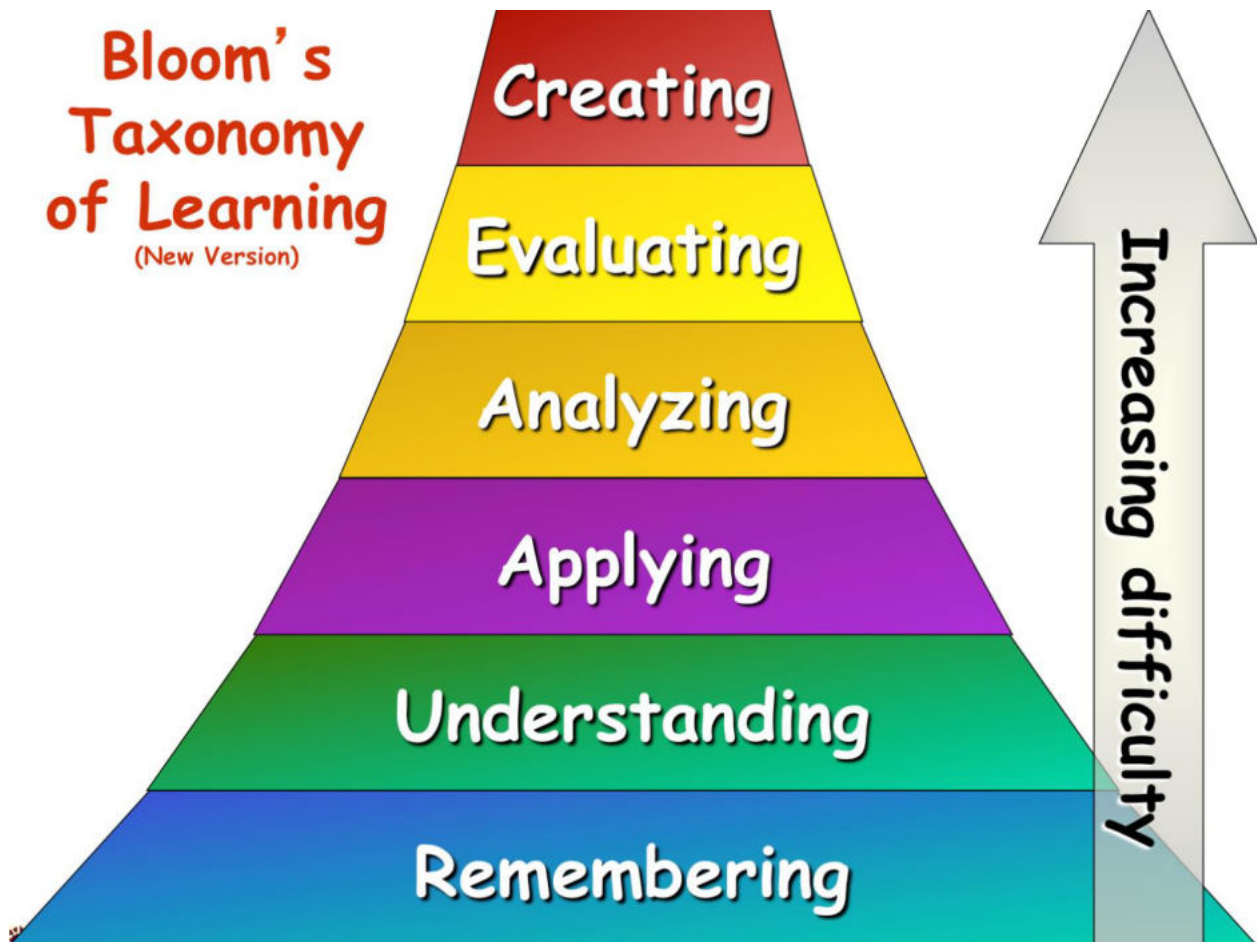 Bloom's
Taxonomy
of Learning
(New Version)
Creating
Evaluating
Analyzing
Applying
Understanding
Remembering
Increasing difficulty